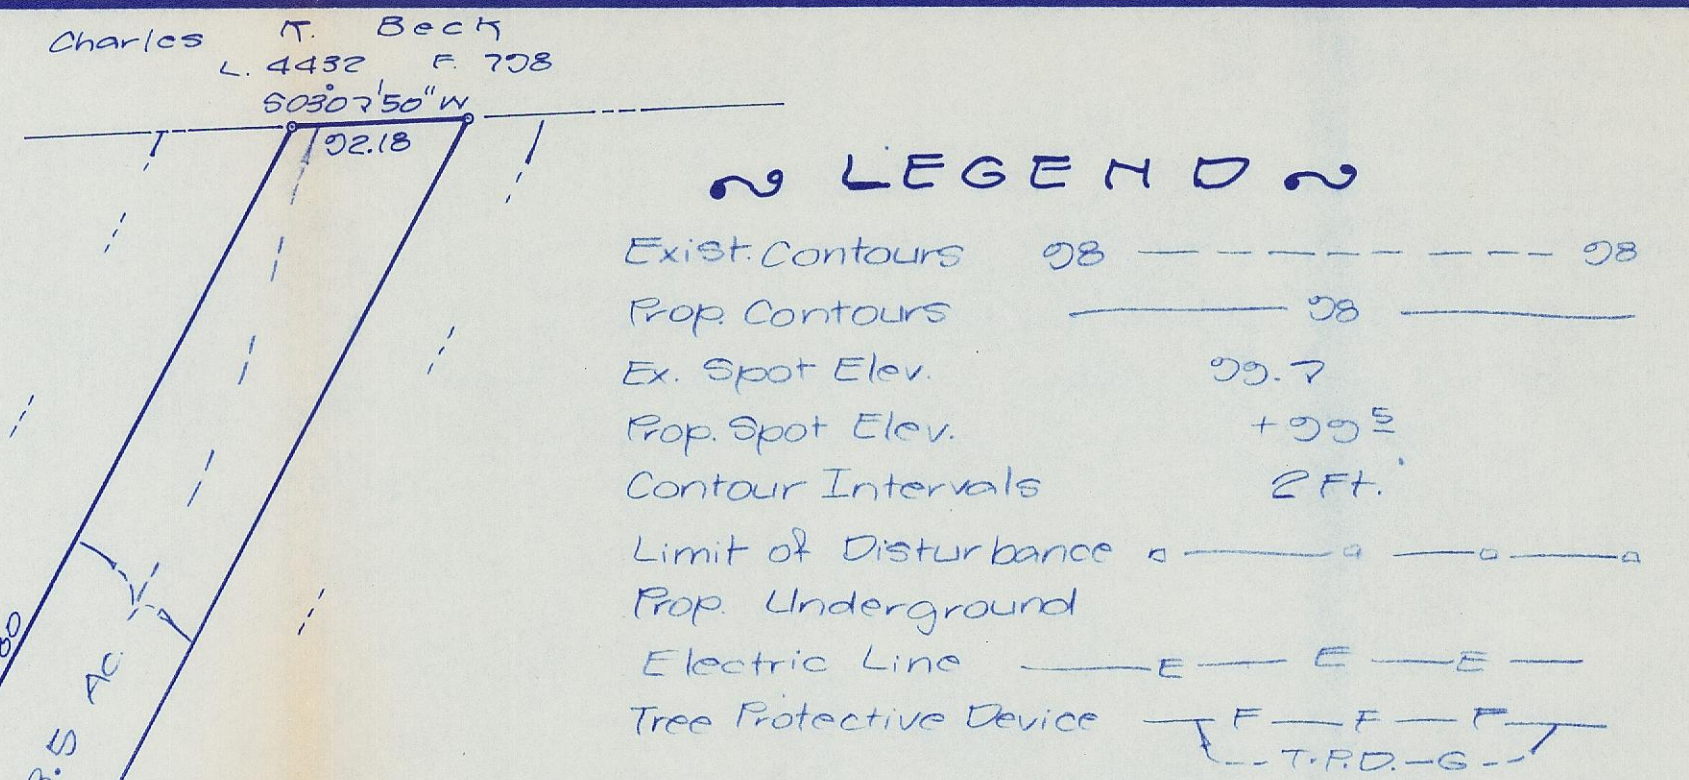 Charles K. Beck
L. 4432 F. 798
S03°07'50"W
92.18
~ LEGEND ~
Exist. Contours 98 — — — — — — — — 98
Prop. Contours —— 98 ——
Ex. Spot Elev. 99.7
Prop. Spot Elev. +99 5
Contour Intervals 2 Ft.
Limit of Disturbance
Prop. Underground
Electric Line — E — E — E —
Tree Protective Device — F — F — F —
T.P.D.-G
Ac.